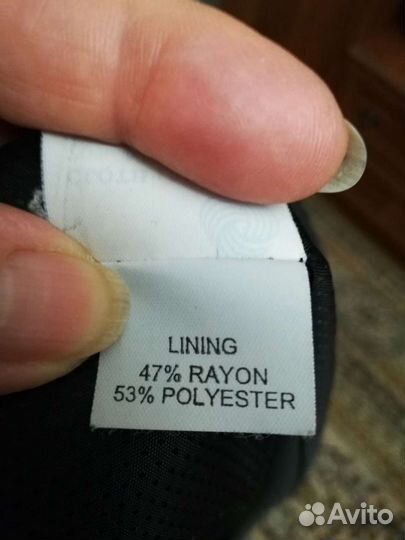 LINING
47% RAYON
53% POLYESTER
Avito